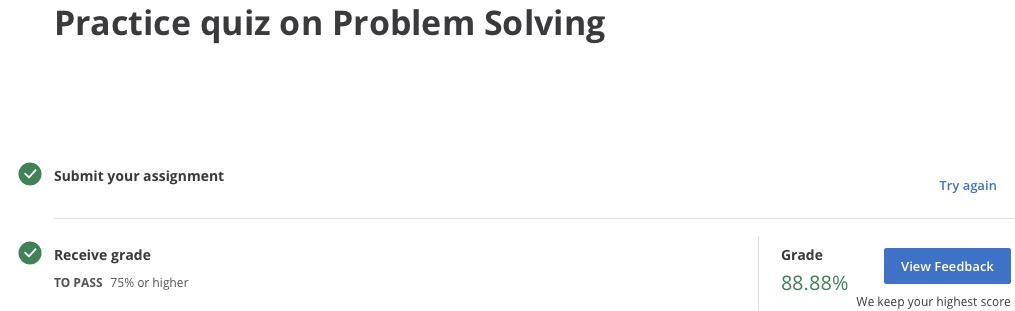 Practice quiz on Problem Solving
Submit your assignment
Try again
Receive grade
TO PASS 75% or higher
Grade
88.88%
View Feedback
We keep your highest score